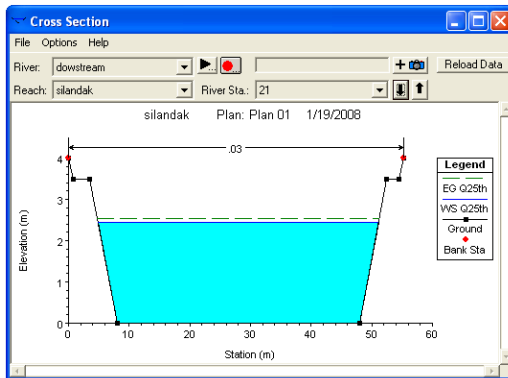 Cross Section
File Options Help
River: dowstream Reload Data
Reach: silandak River Sta.: 21
silandak Plan: Plan 01 1/19/2008
.03
Legend
EG Q25th
WS Q25th
Ground
Bank Sta
Elevation (m)
4
3
2
1
0
0 10 20 30 40 50 60
Station (m)